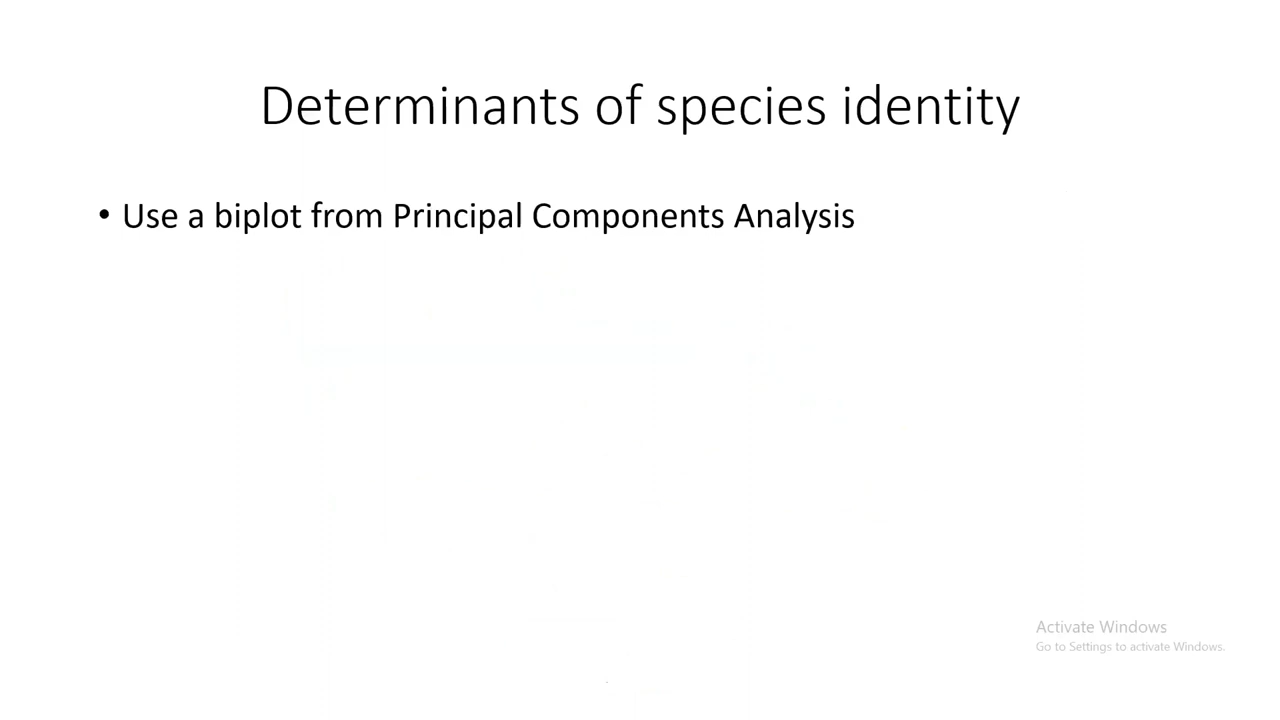 Determinants of species identity
• Use a biplot from Principal Components Analysis
Activate Windows
Go to Settings to activate Windows.